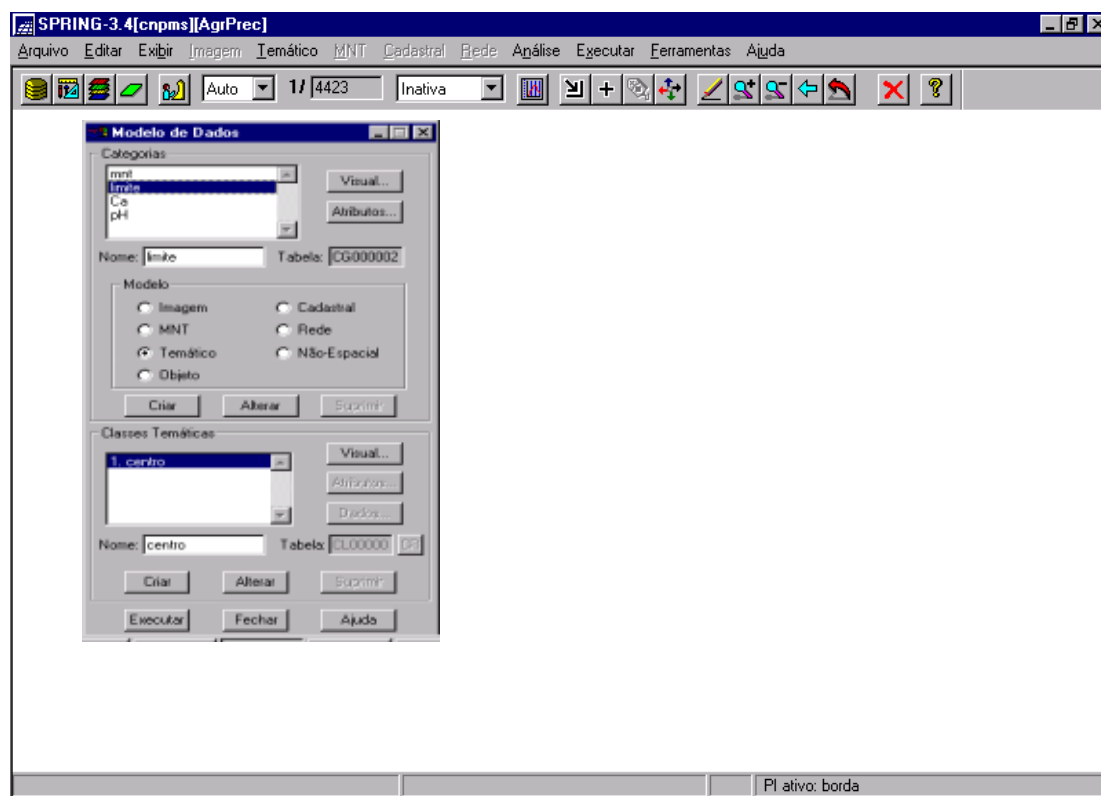 SPRING-3.4[cnpms][AgrPrec]
Arquivo Editar Exibir Imagem Temático MNT Cadastral Rede Análise Executar Ferramentas Ajuda
Auto 1/ 4423 Inativa
Modelo de Dados
Categorias
mnt
limite
Ca
pH
Visual...
Atributos...
Nome: limite Tabela: CG000002
Modelo
Imagem Cadastral
MNT Rede
Temático Não-Espacial
Objeto
Criar Alterar Suprimir
Classes Temáticas
1. centro
Visual...
Atributos...
Dados...
Nome: centro Tabela: CL00000
Criar Alterar Suprimir
Executar Fechar Ajuda
PI ativo: borda